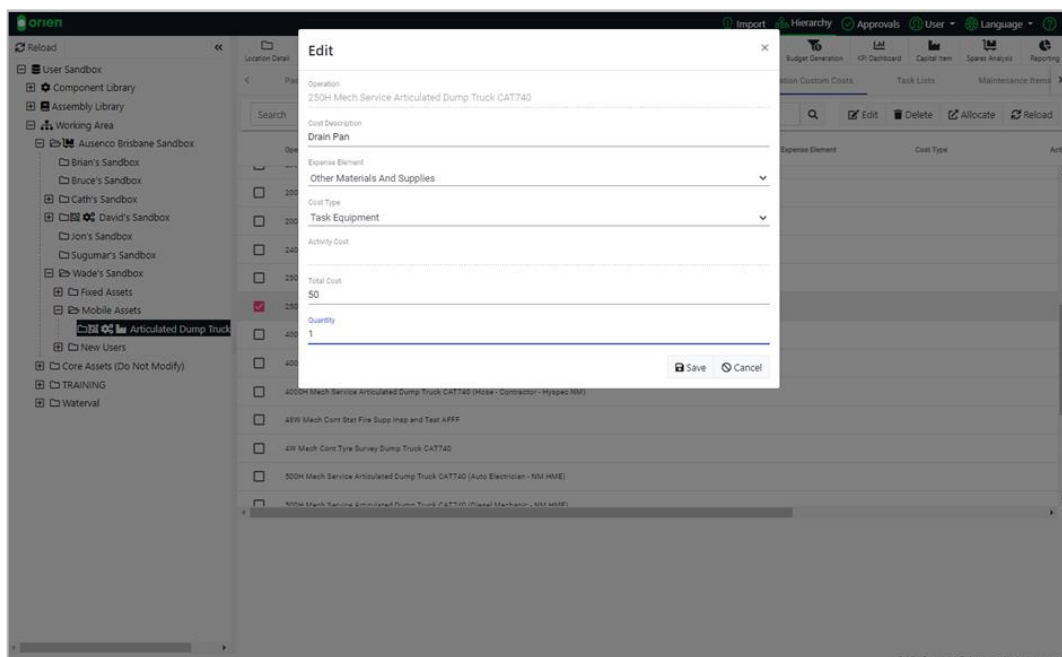 orien
Import Hierarchy Approvals User Language
Reload
Location Detail
Budget Generation KPI Dashboard Capital Item Spares Analysis Reporting
Custom Costs Task Lists Maintenance Items
Search Edit Delete Allocate Reload
Expense Element Cost Type
User Sandbox
Component Library
Assembly Library
Working Area
Ausenco Brisbane Sandbox
Brian's Sandbox
Bruce's Sandbox
Cath's Sandbox
David's Sandbox
Jon's Sandbox
Sugumar's Sandbox
Wade's Sandbox
Fixed Assets
Mobile Assets
Articulated Dump Truck
New Users
Core Assets (Do Not Modify)
TRAINING
Waterval
Edit
Operation
250H Mech Service Articulated Dump Truck CAT740
Cost Description
Drain Pan
Expense Element
Other Materials And Supplies
Cost Type
Task Equipment
Activity Cost
Total Cost
50
Quantity
1
Save Cancel
4000H Mech Service Articulated Dump Truck CAT740 (Hose - Contractor - Hyspec NM)
48W Mech Cont Stat Fire Supp Insp and Test AFFF
4W Mech Cont Tyre Survey Dump Truck CAT740
500H Mech Service Articulated Dump Truck CAT740 (Auto Electrician - NM HME)
500H Mech Service Articulated Dump Truck CAT740 (Diesel Mechanic - NM HME)